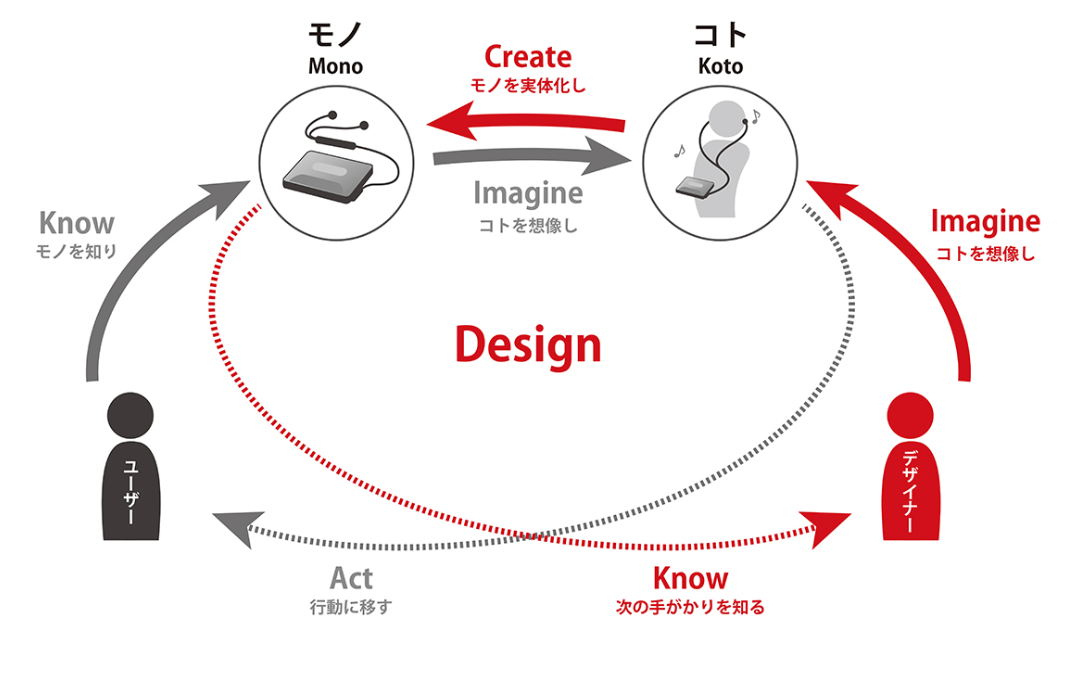 モノ
Mono
コト
Koto
Create
モノを実体化し
Imagine
コトを想像し
Know
モノを知り
Imagine
コトを想像し
Design
ユーザー
デザイナー
Act
行動に移す
Know
次の手がかりを知る